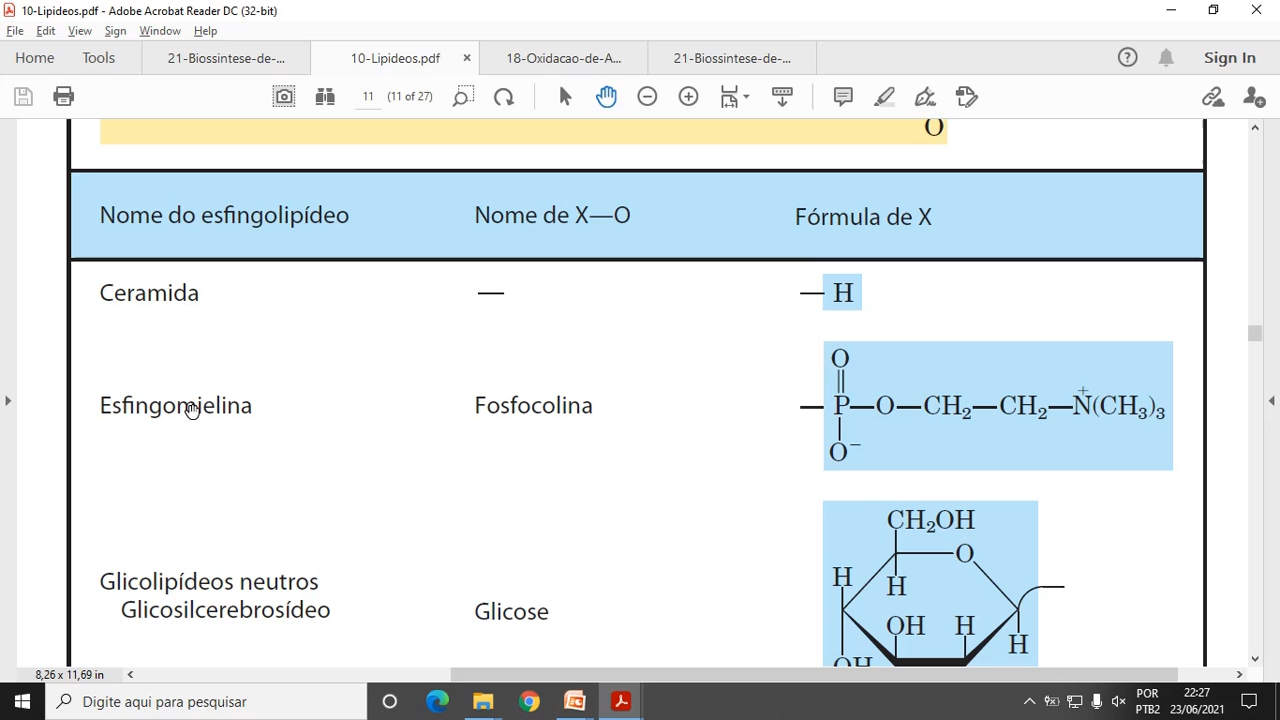 10-Lipideos.pdf - Adobe Acrobat Reader DC (32-bit)
File Edit View Sign Window Help
Home Tools 21-Biossintese-de-... 10-Lipideos.pdf × 18-Oxidacao-de-A... 21-Biossintese-de-... Sign In
11 (11 of 27)
O
Nome do esfingolipídeo Nome de X—O Fórmula de X
Ceramida — —H
O
Esfingomielina Fosfocolina —P—O—CH₂—CH₂—N⁺(CH₃)₃
O⁻
CH₂OH
O
H
H
Glicolipídeos neutros
Glicosilcerebrosídeo Glicose
OH H
H
OH
8,26 x 11,69 in
Digite aqui para pesquisar
POR
PTB2
22:27
23/06/2021